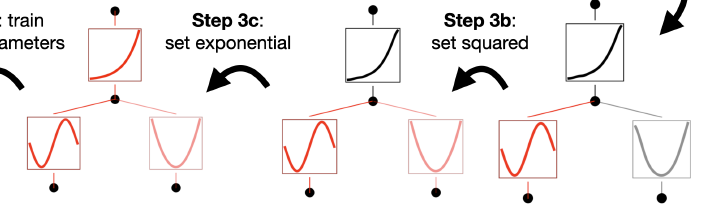 : train
ameters
Step 3c:
set exponential
Step 3b:
set squared